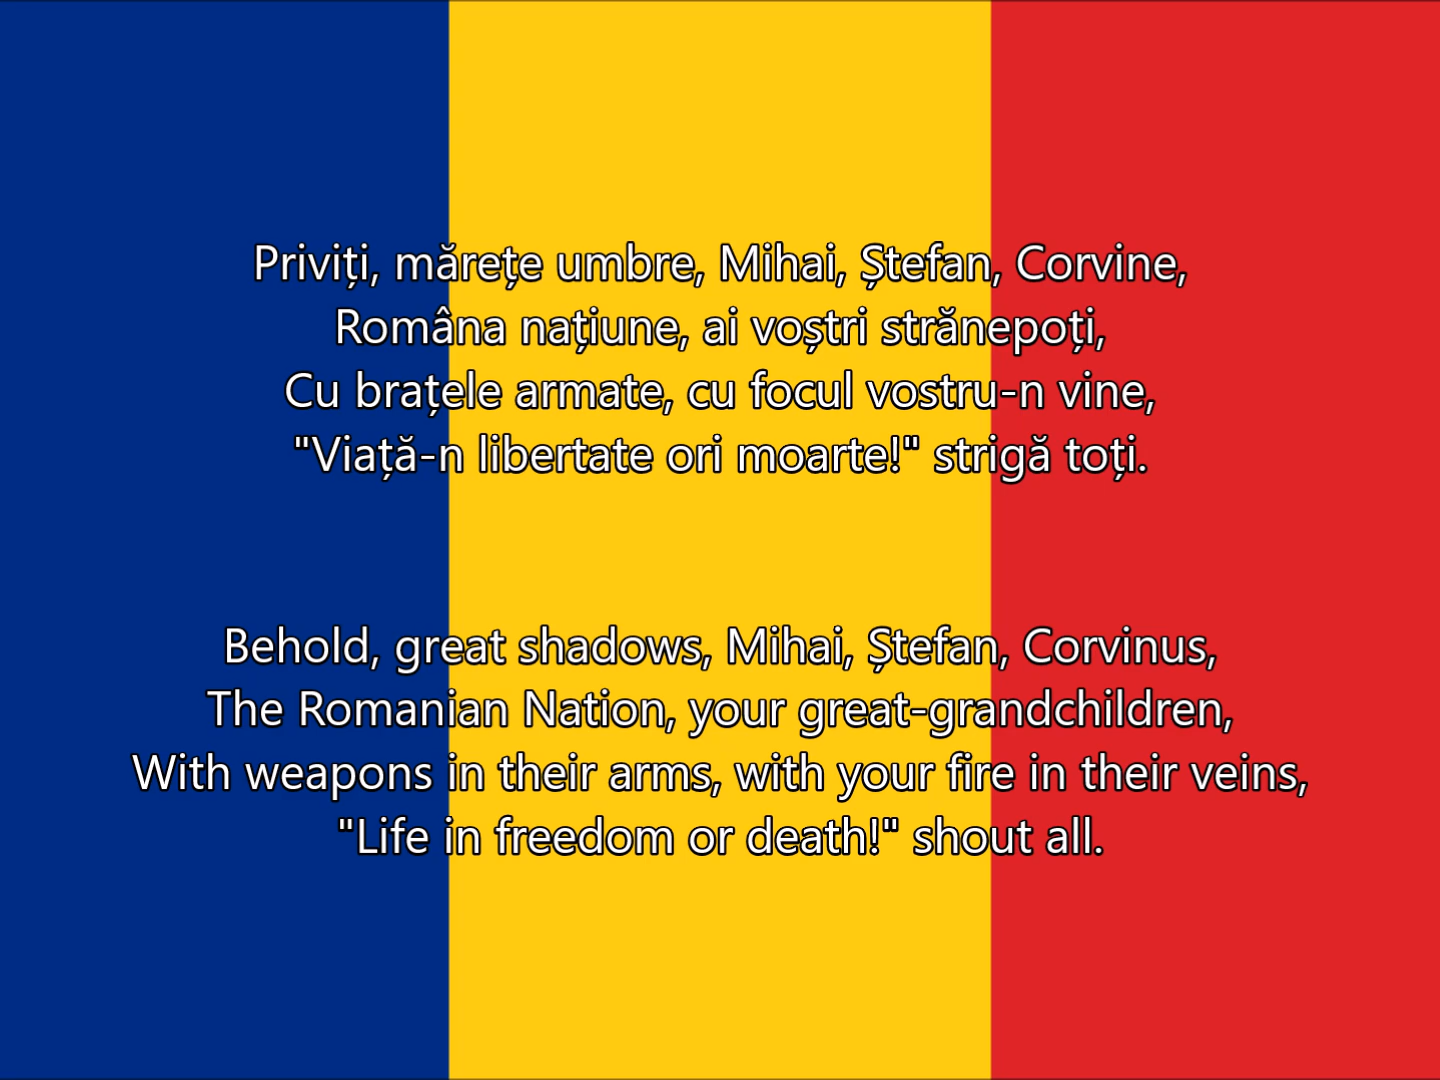 Priviți, mărețe umbre, Mihai, Ștefan, Corvine,
Româna națiune, ai voștri strănepoți,
Cu brațele armate, cu focul vostru-n vine,
"Viață-n libertate ori moarte!" strigă toți.
Behold, great shadows, Mihai, Ștefan, Corvinus,
The Romanian Nation, your great-grandchildren,
With weapons in their arms, with your fire in their veins,
"Life in freedom or death!" shout all.